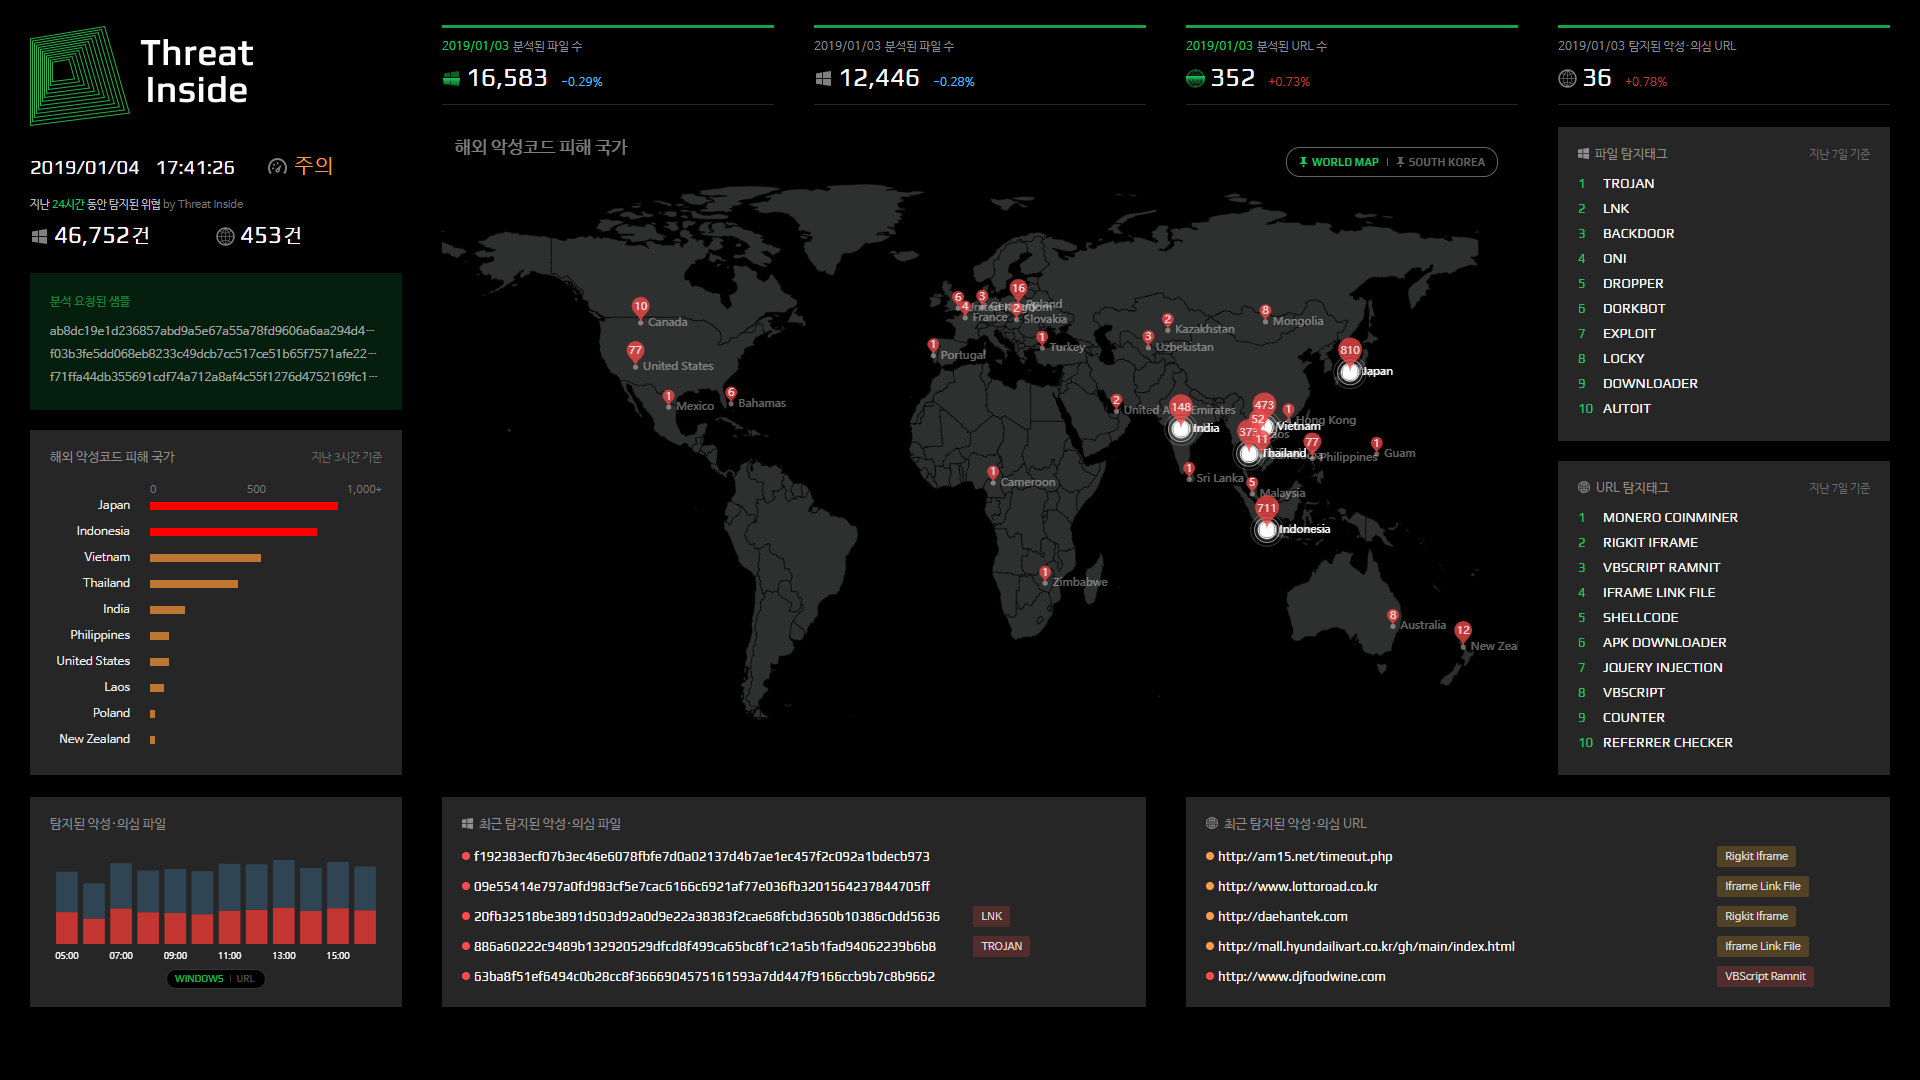 Threat
Inside
2019/01/04 17:41:26 주의
지난 24시간 동안 탐지된 위협 by Threat Inside
46,752건 453건
분석 요청된 샘플
ab8dc19e1d236857abd9a5e67a55a78fd9606a6aa294d4···
f03b3fe5dd068eb8233c49dcb7cc517ce51b65f7571afe22···
f71ffa44db355691cdf74a712a8af4c55f1276d4752169fc1···
해외 악성코드 피해 국가 지난 3시간 기준
0 500 1,000+
Japan
Indonesia
Vietnam
Thailand
India
Philippines
United States
Laos
Poland
New Zealand
탐지된 악성·의심 파일
05:00 07:00 09:00 11:00 13:00 15:00
WINDOWS | URL
2019/01/03 분석된 파일 수
16,583 -0.29%
2019/01/03 분석된 파일 수
12,446 -0.28%
2019/01/03 분석된 URL 수
352 +0.73%
2019/01/03 탐지된 악성·의심 URL
36 +0.78%
해외 악성코드 피해 국가
WORLD MAP | SOUTH KOREA
10 Canada
77 United States
1 Mexico
6 Bahamas
6 United Kingdom
4 France
3
16 Poland
2 Slovakia
1 Portugal
1 Turkey
2 Kazakhstan
3 Uzbekistan
8 Mongolia
810 Japan
2 United Emirates
148 India
473 Vietnam
1 Hong Kong
52
Thailand
11
77 Philippines
1 Guam
1 Sri Lanka
5 Malaysia
711 Indonesia
1 Cameroon
1 Zimbabwe
8 Australia
12 New Zea
파일 탐지태그 지난 7일 기준
1 TROJAN
2 LNK
3 BACKDOOR
4 ONI
5 DROPPER
6 DORKBOT
7 EXPLOIT
8 LOCKY
9 DOWNLOADER
10 AUTOIT
URL 탐지태그 지난 7일 기준
1 MONERO COINMINER
2 RIGKIT IFRAME
3 VBSCRIPT RAMNIT
4 IFRAME LINK FILE
5 SHELLCODE
6 APK DOWNLOADER
7 JQUERY INJECTION
8 VBSCRIPT
9 COUNTER
10 REFERRER CHECKER
최근 탐지된 악성·의심 파일
f192383ecf07b3ec46e6078fbfe7d0a02137d4b7ae1ec457f2c092a1bdecb973
09e55414e797a0fd983cf5e7cac6166c6921af77e036fb3201564237844705ff
20fb32518be3891d503d92a0d9e22a38383f2cae68fcbd3650b10386c0dd5636 LNK
886a60222c9489b132920529dfcd8f499ca65bc8f1c21a5b1fad94062239b6b8 TROJAN
63ba8f51ef6494c0b28cc8f3666904575161593a7dd447f9166ccb9b7c8b9662
최근 탐지된 악성·의심 URL
http://am15.net/timeout.php Rigkit Iframe
http://www.lottoroad.co.kr Iframe Link File
http://daehantek.com Rigkit Iframe
http://mall.hyundailivart.co.kr/gh/main/index.html Iframe Link File
http://www.djfoodwine.com VBScript Ramnit